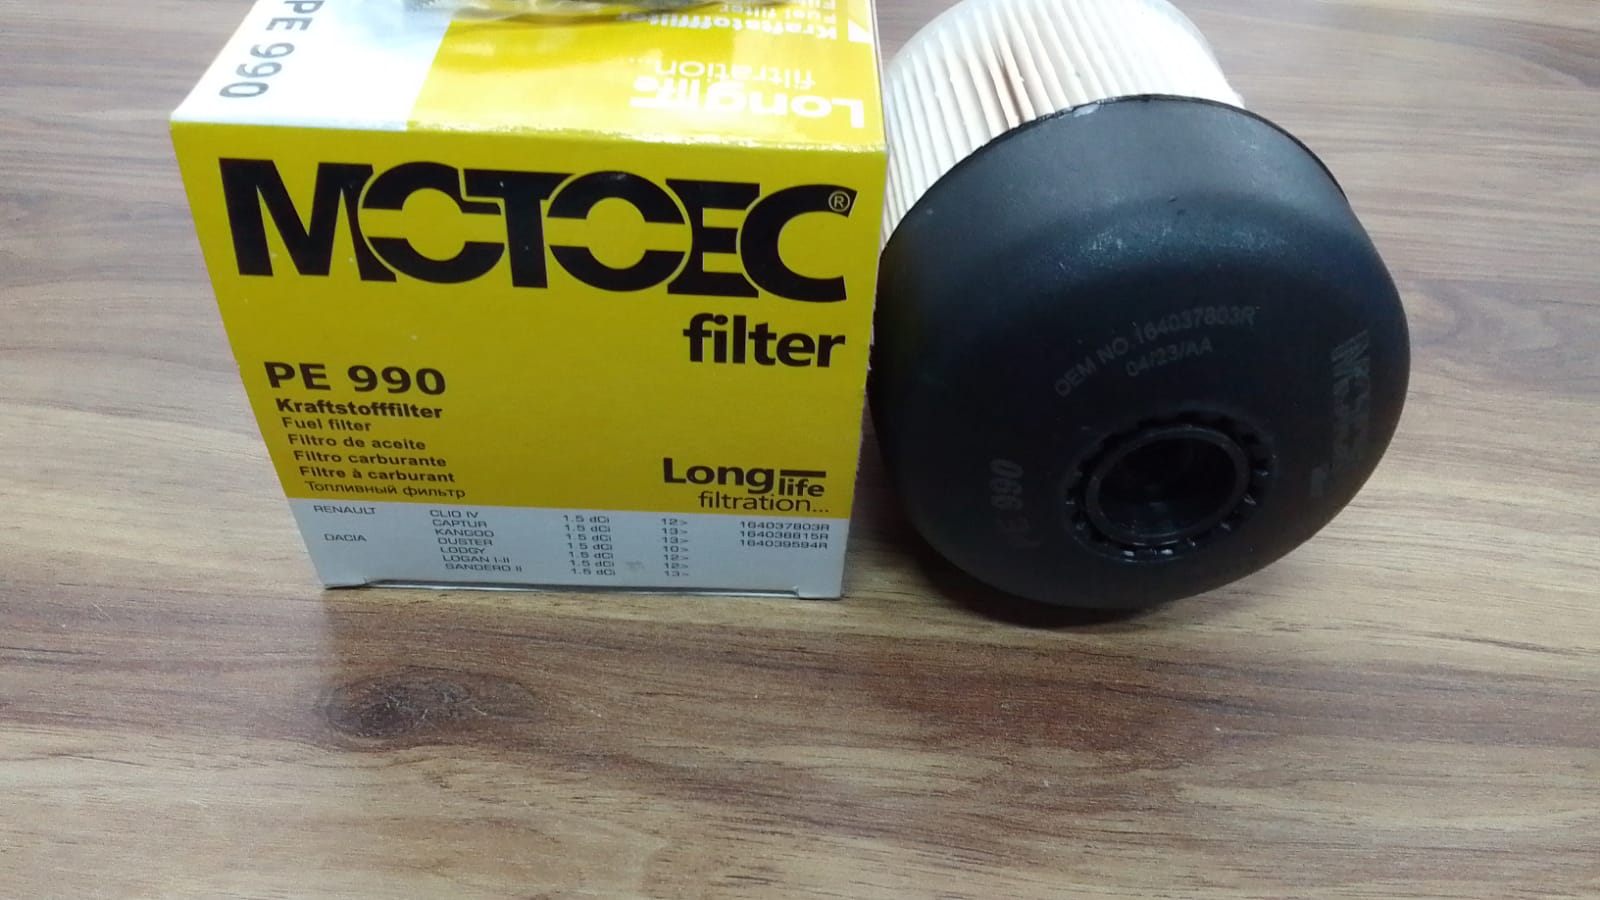 PE 990
Kraftstofffilter
Fuel filter
Long life
filtration...
MOTOEC®
filter
PE 990
Kraftstofffilter
Fuel filter
Filtro de aceite
Filtro carburante
Filtre à carburant
Топливный фильтр
Long life
filtration...
RENAULT CLIO IV 1.5 dCi 12> 164037803R
CAPTUR 1.5 dCi 13> 164038815R
KANGOO 1.5 dCi 13> 164039594R
DACIA DUSTER 1.5 dCi 10>
LODGY 1.5 dCi 12>
LOGAN I-II 1.5 dCi 12>
SANDERO II 1.5 dCi 13>
OEM NO 164037803R
04/23/AA
990